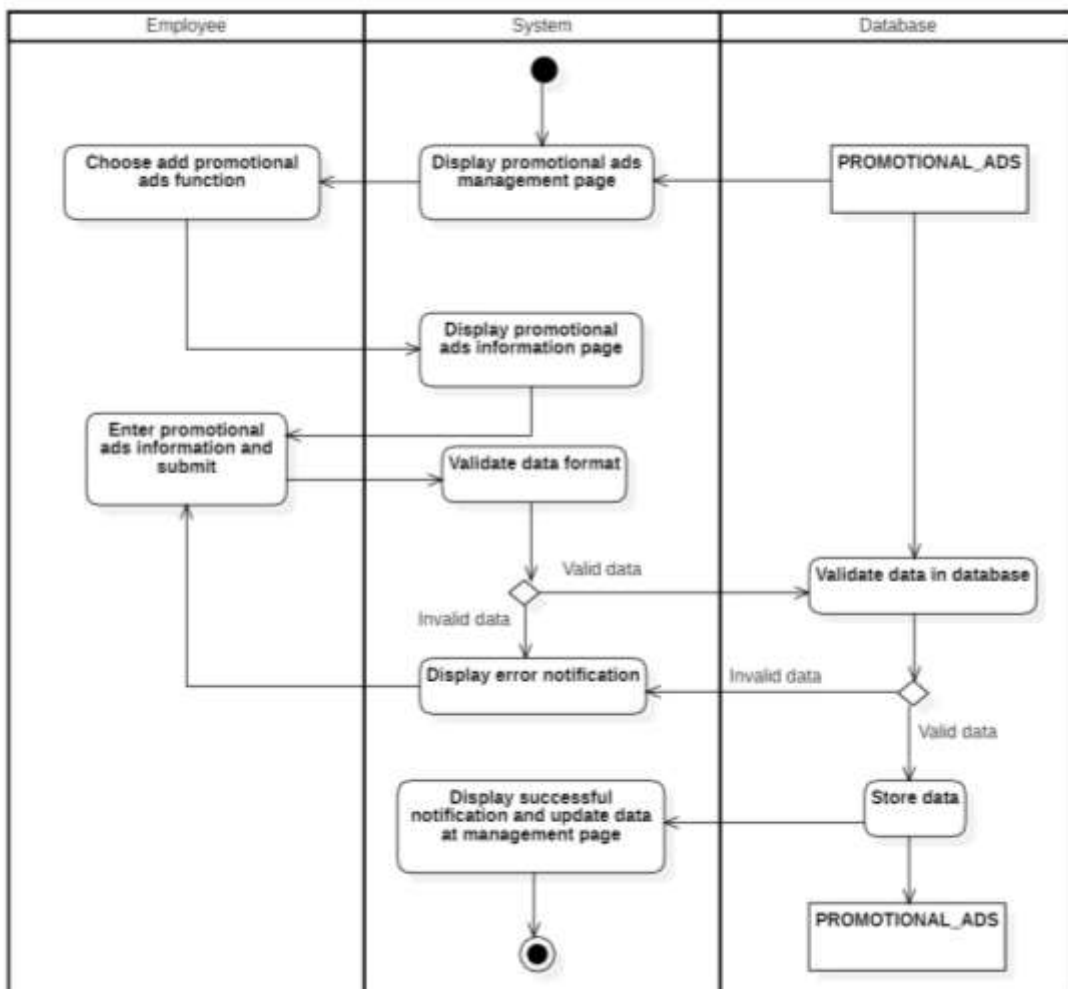 Employee
System
Database
Choose add promotional
ads function
Display promotional ads
management page
PROMOTIONAL_ADS
Display promotional
ads information page
Enter promotional
ads information and
submit
Validate data format
Valid data
Validate data in database
Invalid data
Display error notification
Invalid data
Valid data
Display successful
notification and update data
at management page
Store data
PROMOTIONAL_ADS